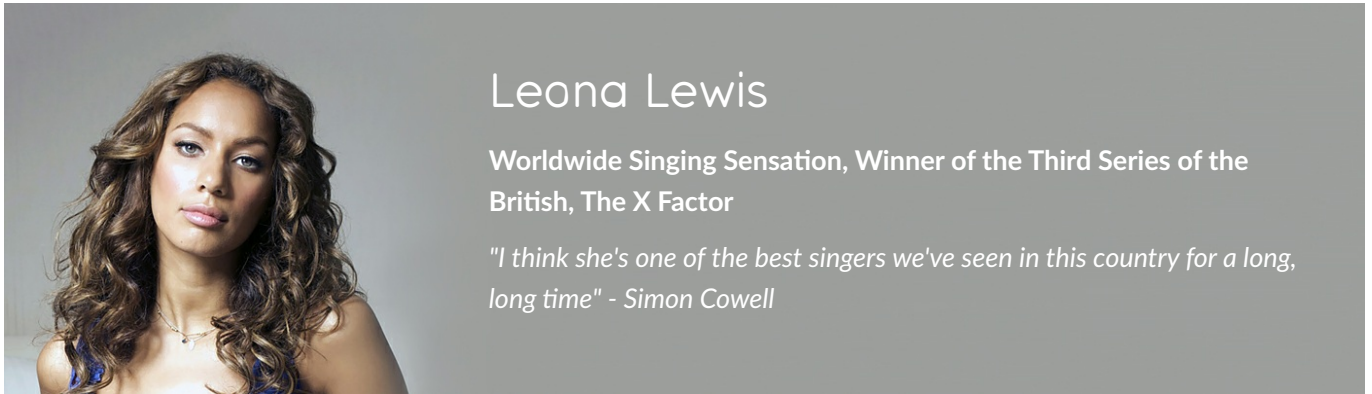 Leona Lewis
Worldwide Singing Sensation, Winner of the Third Series of the
British, The X Factor
"I think she's one of the best singers we've seen in this country for a long,
long time" - Simon Cowell